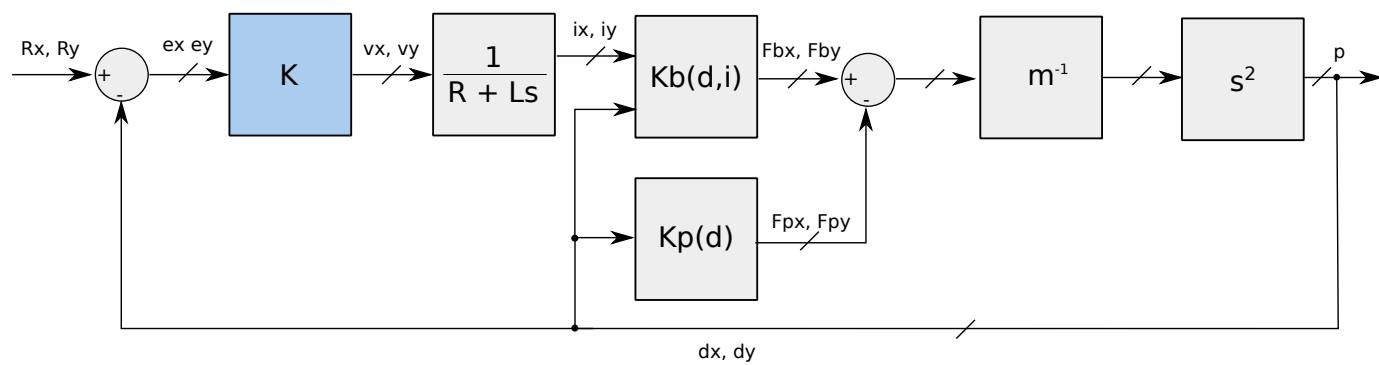 Rx, Ry
+
-
ex ey
K
vx, vy
1
R + Ls
ix, iy
Kb(d,i)
Fbx, Fby
+
-
m⁻¹
s²
p
Kp(d)
Fpx, Fpy
dx, dy